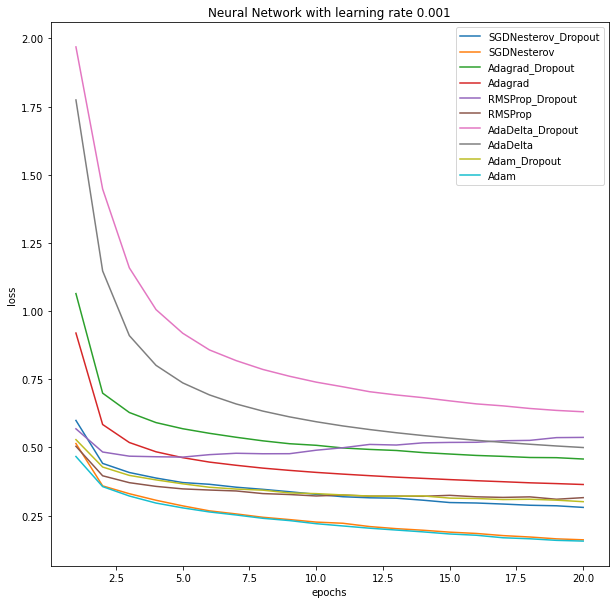 Neural Network with learning rate 0.001
2.00
1.75
1.50
1.25
1.00
0.75
0.50
0.25
loss
SGDNesterov_Dropout
SGDNesterov
Adagrad_Dropout
Adagrad
RMSProp_Dropout
RMSProp
AdaDelta_Dropout
AdaDelta
Adam_Dropout
Adam
2.5 5.0 7.5 10.0 12.5 15.0 17.5 20.0
epochs